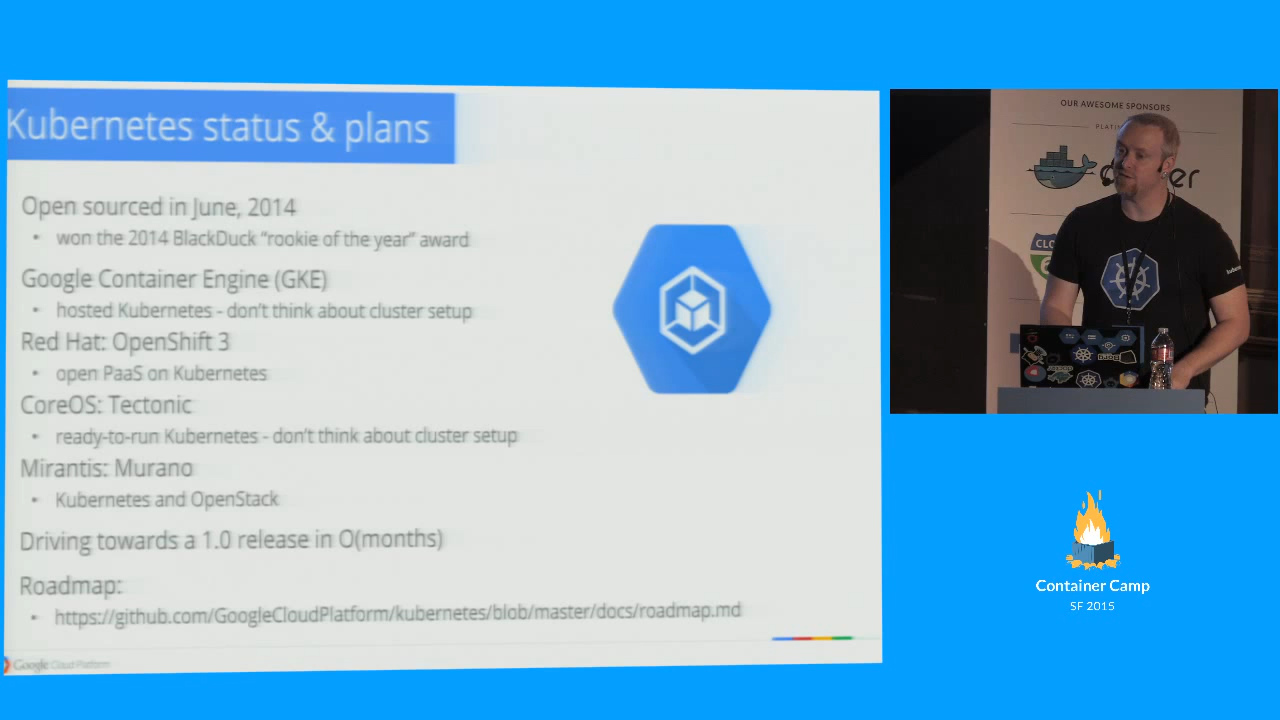 Kubernetes status & plans
Open sourced in June, 2014
• won the 2014 BlackDuck “rookie of the year” award
Google Container Engine (GKE)
• hosted Kubernetes - don’t think about cluster setup
Red Hat: OpenShift 3
• open PaaS on Kubernetes
CoreOS: Tectonic
• ready-to-run Kubernetes - don’t think about cluster setup
Mirantis: Murano
• Kubernetes and OpenStack
Driving towards a 1.0 release in O(months)
Roadmap:
• https://github.com/GoogleCloudPlatform/kubernetes/blob/master/docs/roadmap.md
Google Cloud Platform
OUR AWESOME SPONSORS
Container Camp
SF 2015